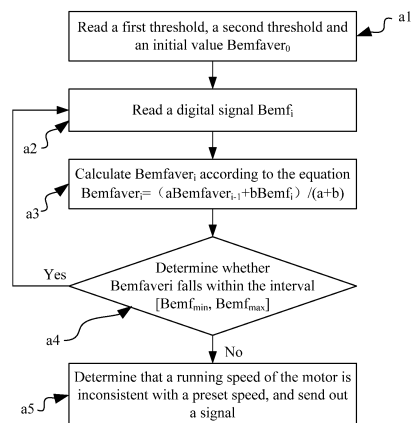 Read a first threshold, a second threshold and
an initial value Bemfaver₀
a1
Read a digital signal Bemfᵢ
a2
Calculate Bemfaverᵢ according to the equation
Bemfaverᵢ=（aBemfaverᵢ₋₁+bBemfᵢ）/(a+b)
a3
Determine whether
Bemfaveri falls within the interval
[Bemfmin, Bemfmax]
Yes
a4
No
Determine that a running speed of the motor is
inconsistent with a preset speed, and send out
a signal
a5